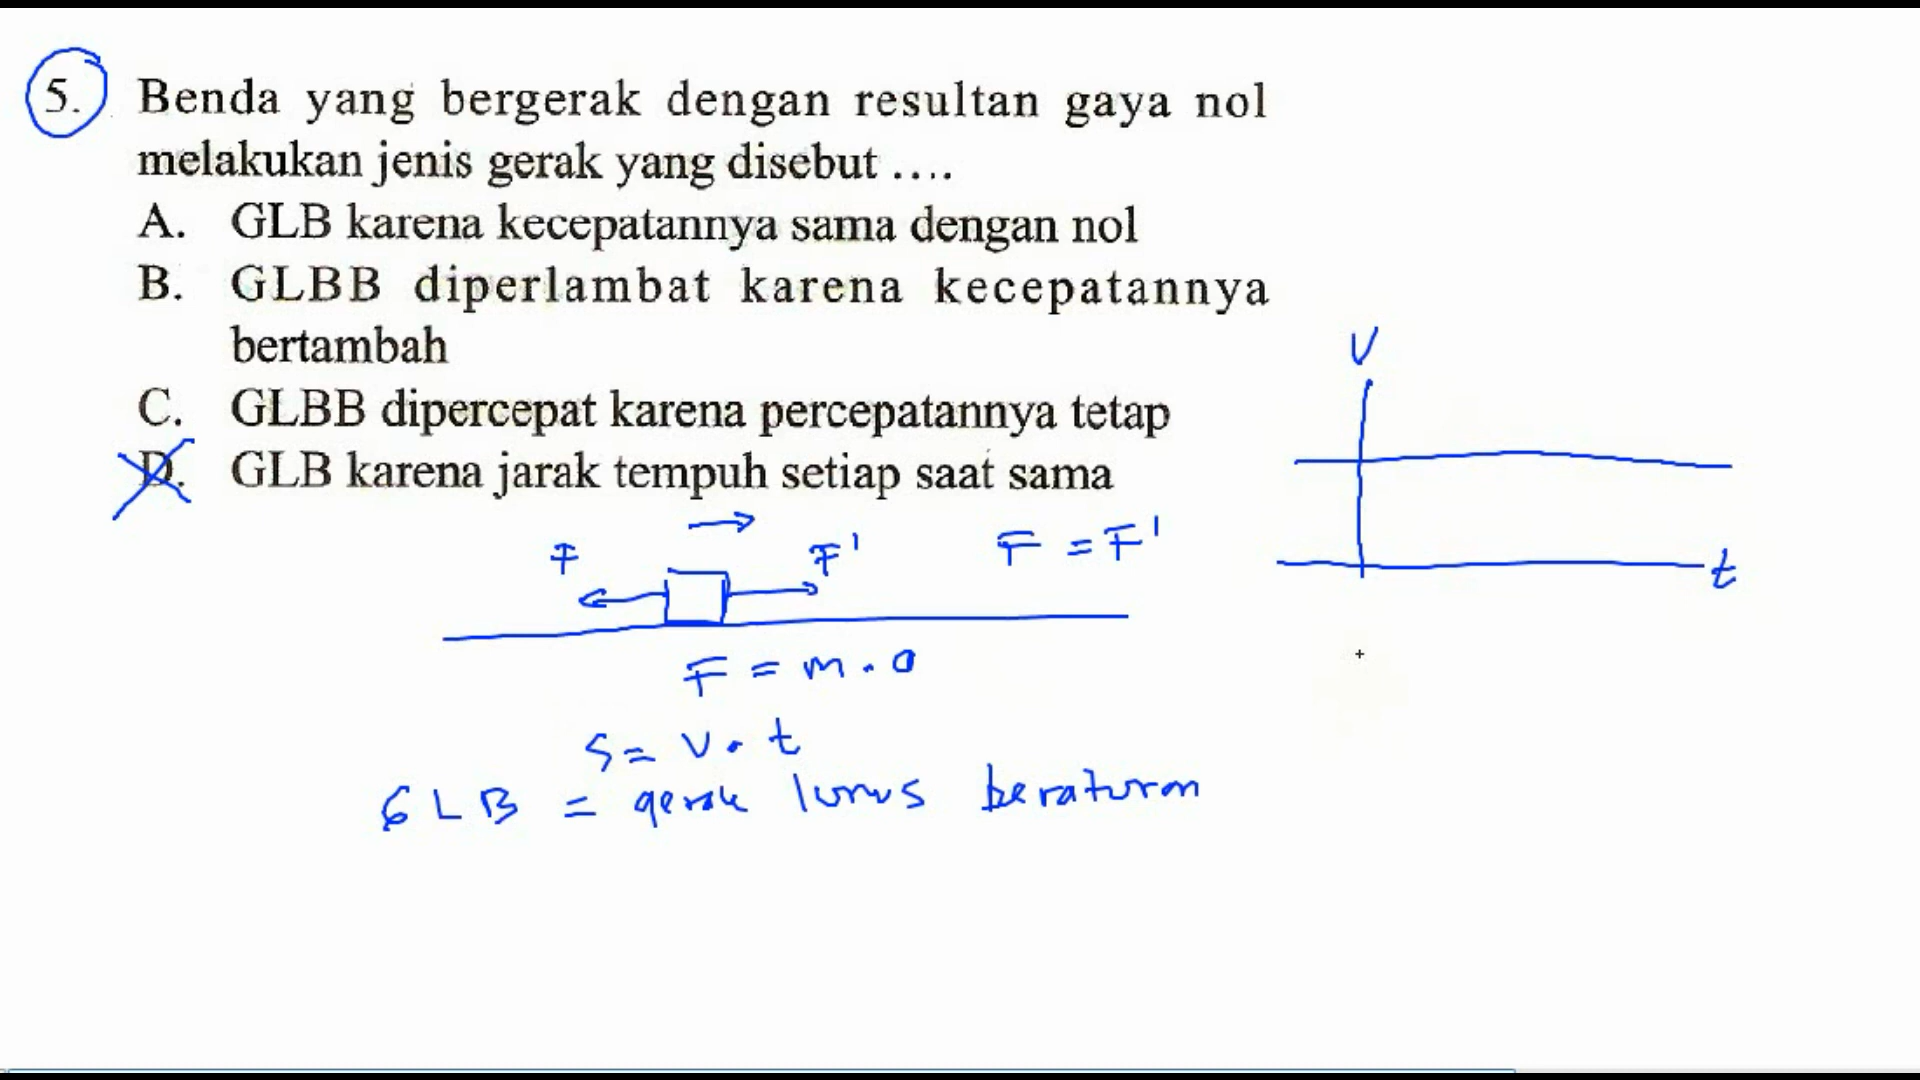 5. Benda yang bergerak dengan resultan gaya nol
melakukan jenis gerak yang disebut ....
A. GLB karena kecepatannya sama dengan nol
B. GLBB diperlambat karena kecepatannya
bertambah
C. GLBB dipercepat karena percepatannya tetap
D. GLB karena jarak tempuh setiap saat sama
V
t
F
F'
F = F'
F = m . a
S = v . t
GLB = gerak lurus beraturan